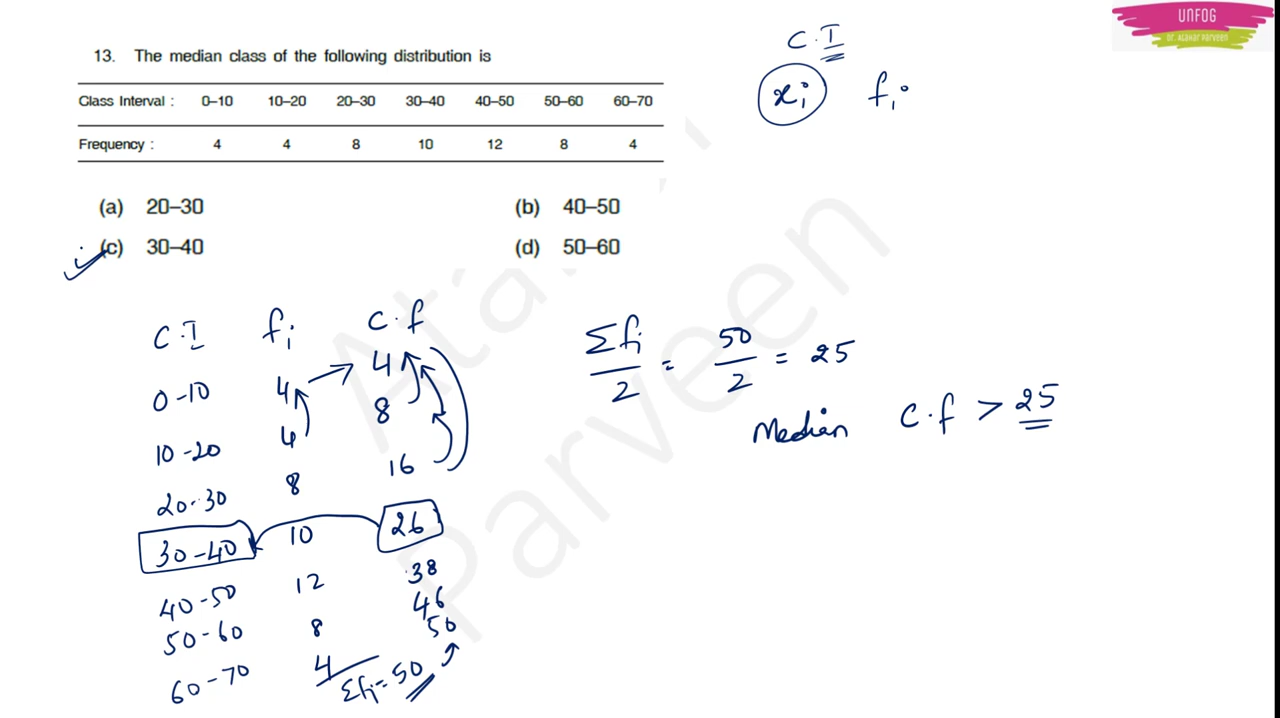 UNFOG
Dr. Atahar Parveen
C.I
xi fi
13. The median class of the following distribution is
Class Interval : 0–10 10–20 20–30 30–40 40–50 50–60 60–70
Frequency : 4 4 8 10 12 8 4
(a) 20–30 (b) 40–50
(c) 30–40 (d) 50–60
C.I fi C.f
0-10 4 4
10-20 4 8
20-30 8 16
30-40 10 26
40-50 12 38
50-60 8 46
60-70 4 50
Σfi=50
Σfi/2 = 50/2 = 25
Median C.f > 25
Parveen